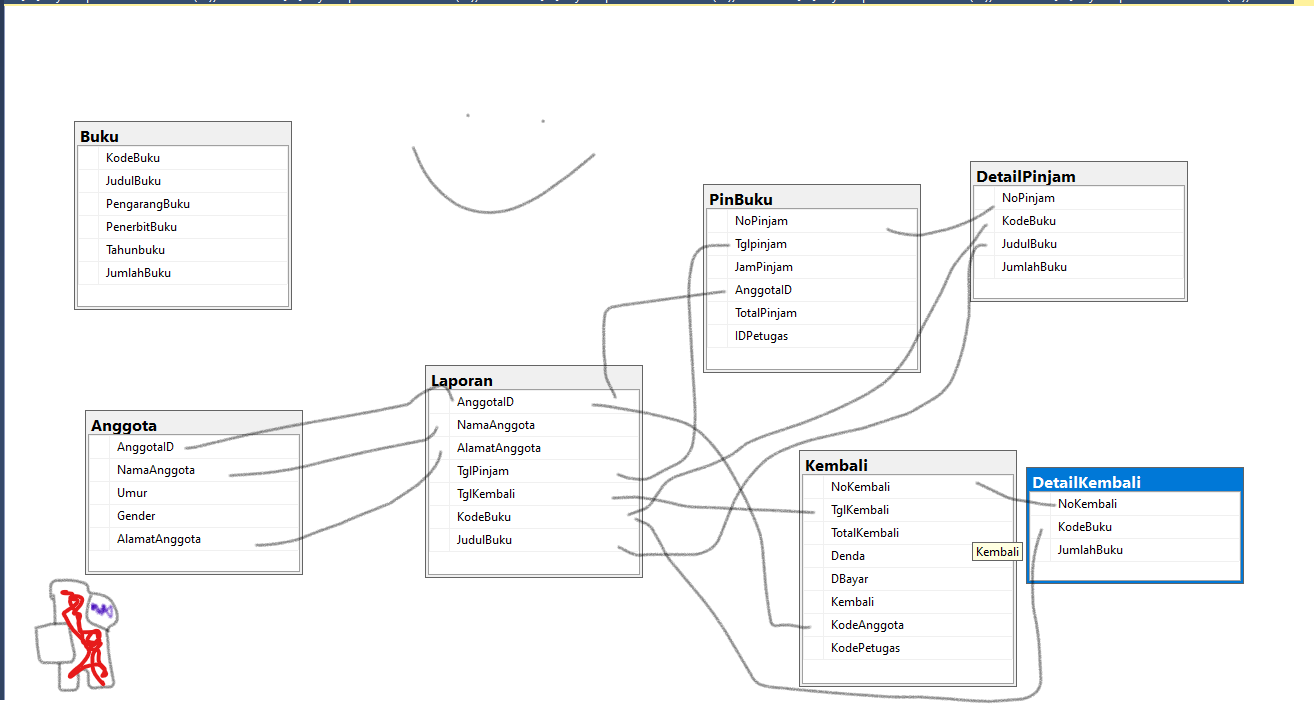 Buku
KodeBuku
JudulBuku
PengarangBuku
PenerbitBuku
Tahunbuku
JumlahBuku
Anggota
AnggotaID
NamaAnggota
Umur
Gender
AlamatAnggota
Laporan
AnggotaID
NamaAnggota
AlamatAnggota
TglPinjam
TglKembali
KodeBuku
JudulBuku
PinBuku
NoPinjam
Tglpinjam
JamPinjam
AnggotaID
TotalPinjam
IDPetugas
DetailPinjam
NoPinjam
KodeBuku
JudulBuku
JumlahBuku
Kembali
NoKembali
TglKembali
TotalKembali
Denda
DBayar
Kembali
KodeAnggota
KodePetugas
Kembali
DetailKembali
NoKembali
KodeBuku
JumlahBuku